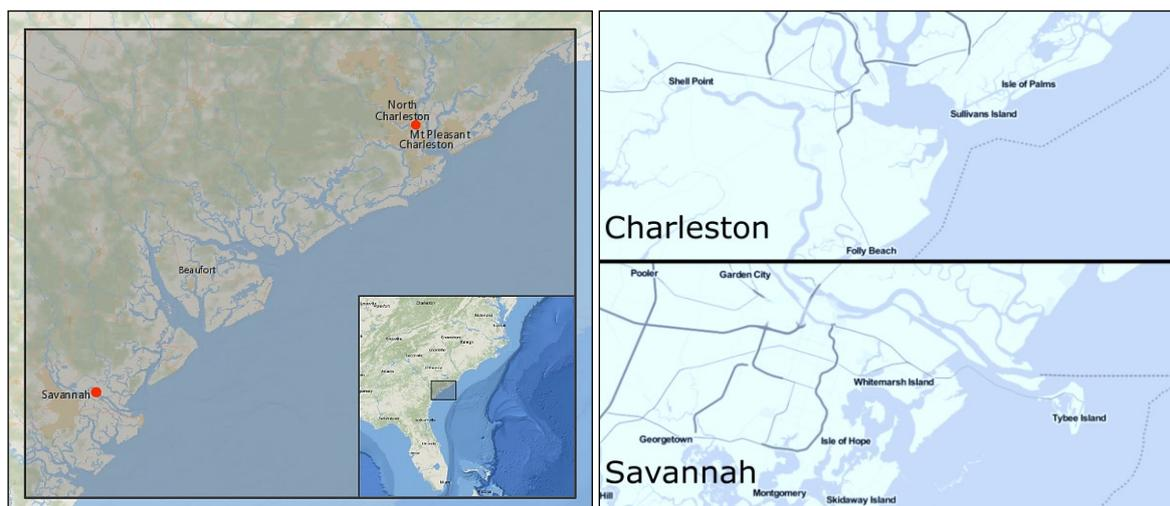 North
Charleston
Mt Pleasant
Charleston
Beaufort
Savannah
Shell Point
Isle of Palms
Sullivans Island
Charleston
Folly Beach
Pooler
Garden City
Whitemarsh Island
Tybee Island
Georgetown
Isle of Hope
Savannah
Hill
Montgomery
Skidaway Island